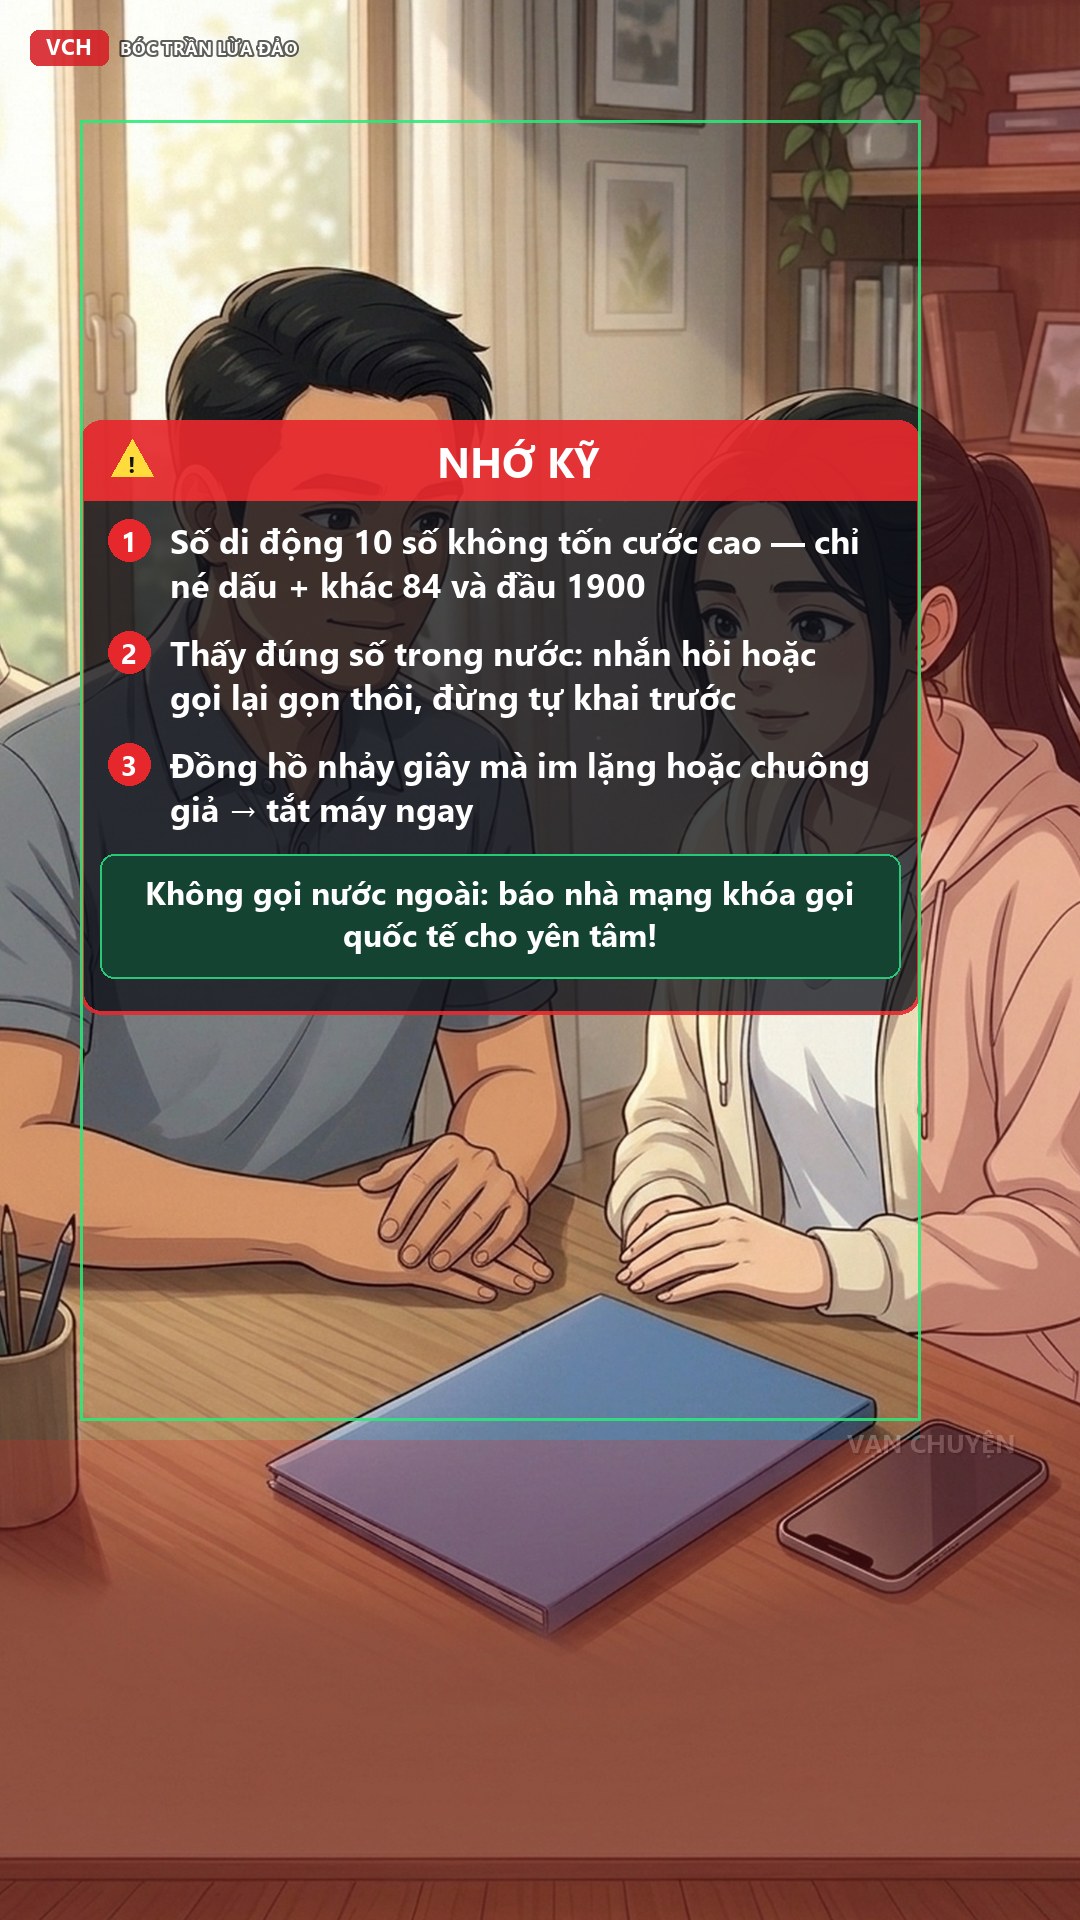 VCH BÓC TRẦN LỪA ĐẢO
! NHỚ KỸ
1 Số di động 10 số không tốn cước cao — chỉ
né dấu + khác 84 và đầu 1900
2 Thấy đúng số trong nước: nhắn hỏi hoặc
gọi lại gọn thôi, đừng tự khai trước
3 Đồng hồ nhảy giây mà im lặng hoặc chuông
giả → tắt máy ngay
Không gọi nước ngoài: báo nhà mạng khóa gọi
quốc tế cho yên tâm!
VẠN CHUYỆN